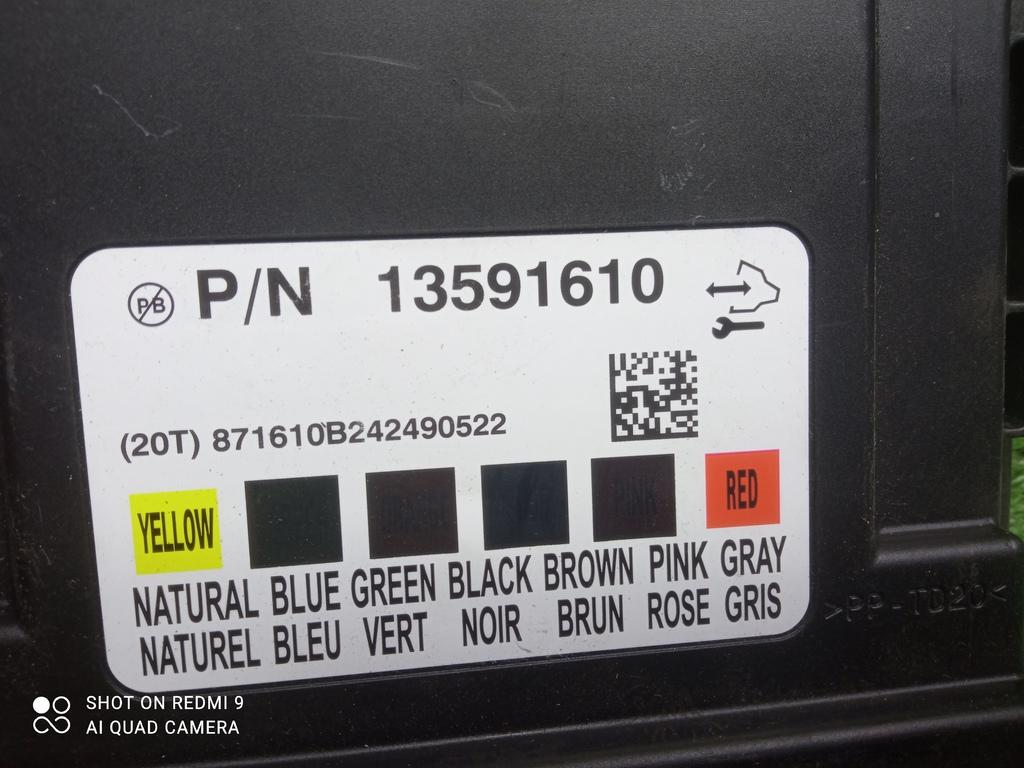 PB P/N 13591610
(20T) 871610B242490522
YELLOW PINK RED
NATURAL BLUE GREEN BLACK BROWN PINK GRAY
NATUREL BLEU VERT NOIR BRUN ROSE GRIS
>PP-TD20<
SHOT ON REDMI 9
AI QUAD CAMERA